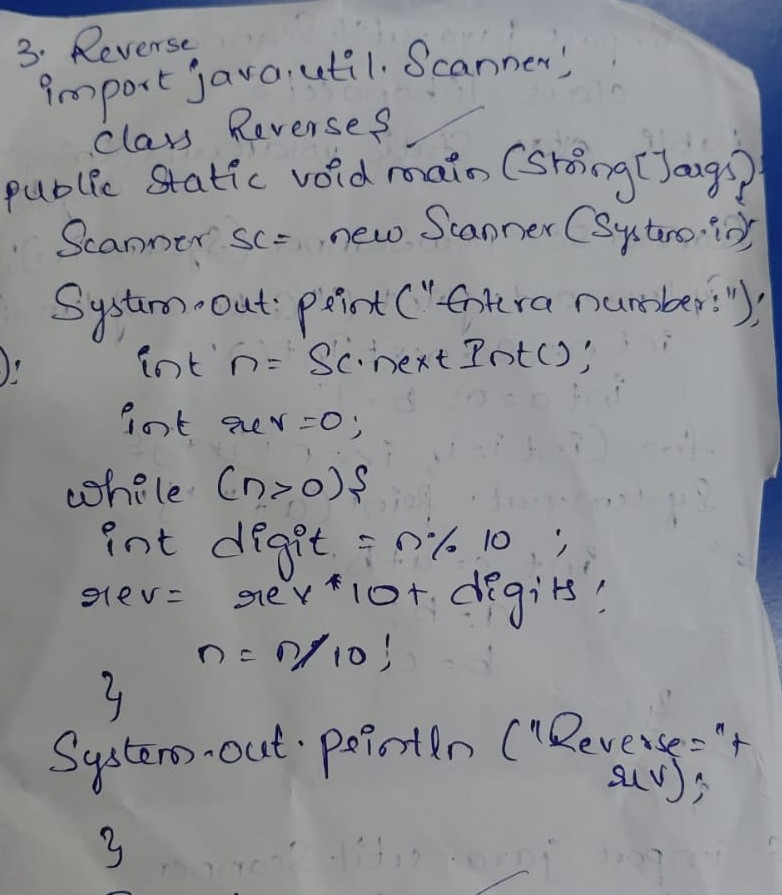 3. Reverse
import java.util.Scanner;
class Reverse{
public static void main (String[]args){
Scanner sc= new Scanner (System.in);
System.out.print("Enter a number:");
):
int n= Sc.nextInt();
int rev=0;
while (n>0){
int digit = n% 10 ;
rev= rev*10+ digits;
n = n/10;
}
System.out.println ("Reverse="+
rev);
}